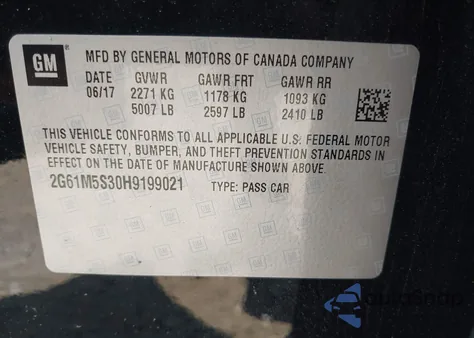 GM
MFD BY GENERAL MOTORS OF CANADA COMPANY
DATE GVWR GAWR FRT GAWR RR
06/17 2271 KG 1178 KG 1093 KG
5007 LB 2597 LB 2410 LB
THIS VEHICLE CONFORMS TO ALL APPLICABLE U.S. FEDERAL MOTOR
VEHICLE SAFETY, BUMPER, AND THEFT PREVENTION STANDARDS
IN EFFECT ON THE DATE OF MANUFACTURE SHOWN ABOVE.
2G61M5S30H9199021 TYPE: PASS CAR